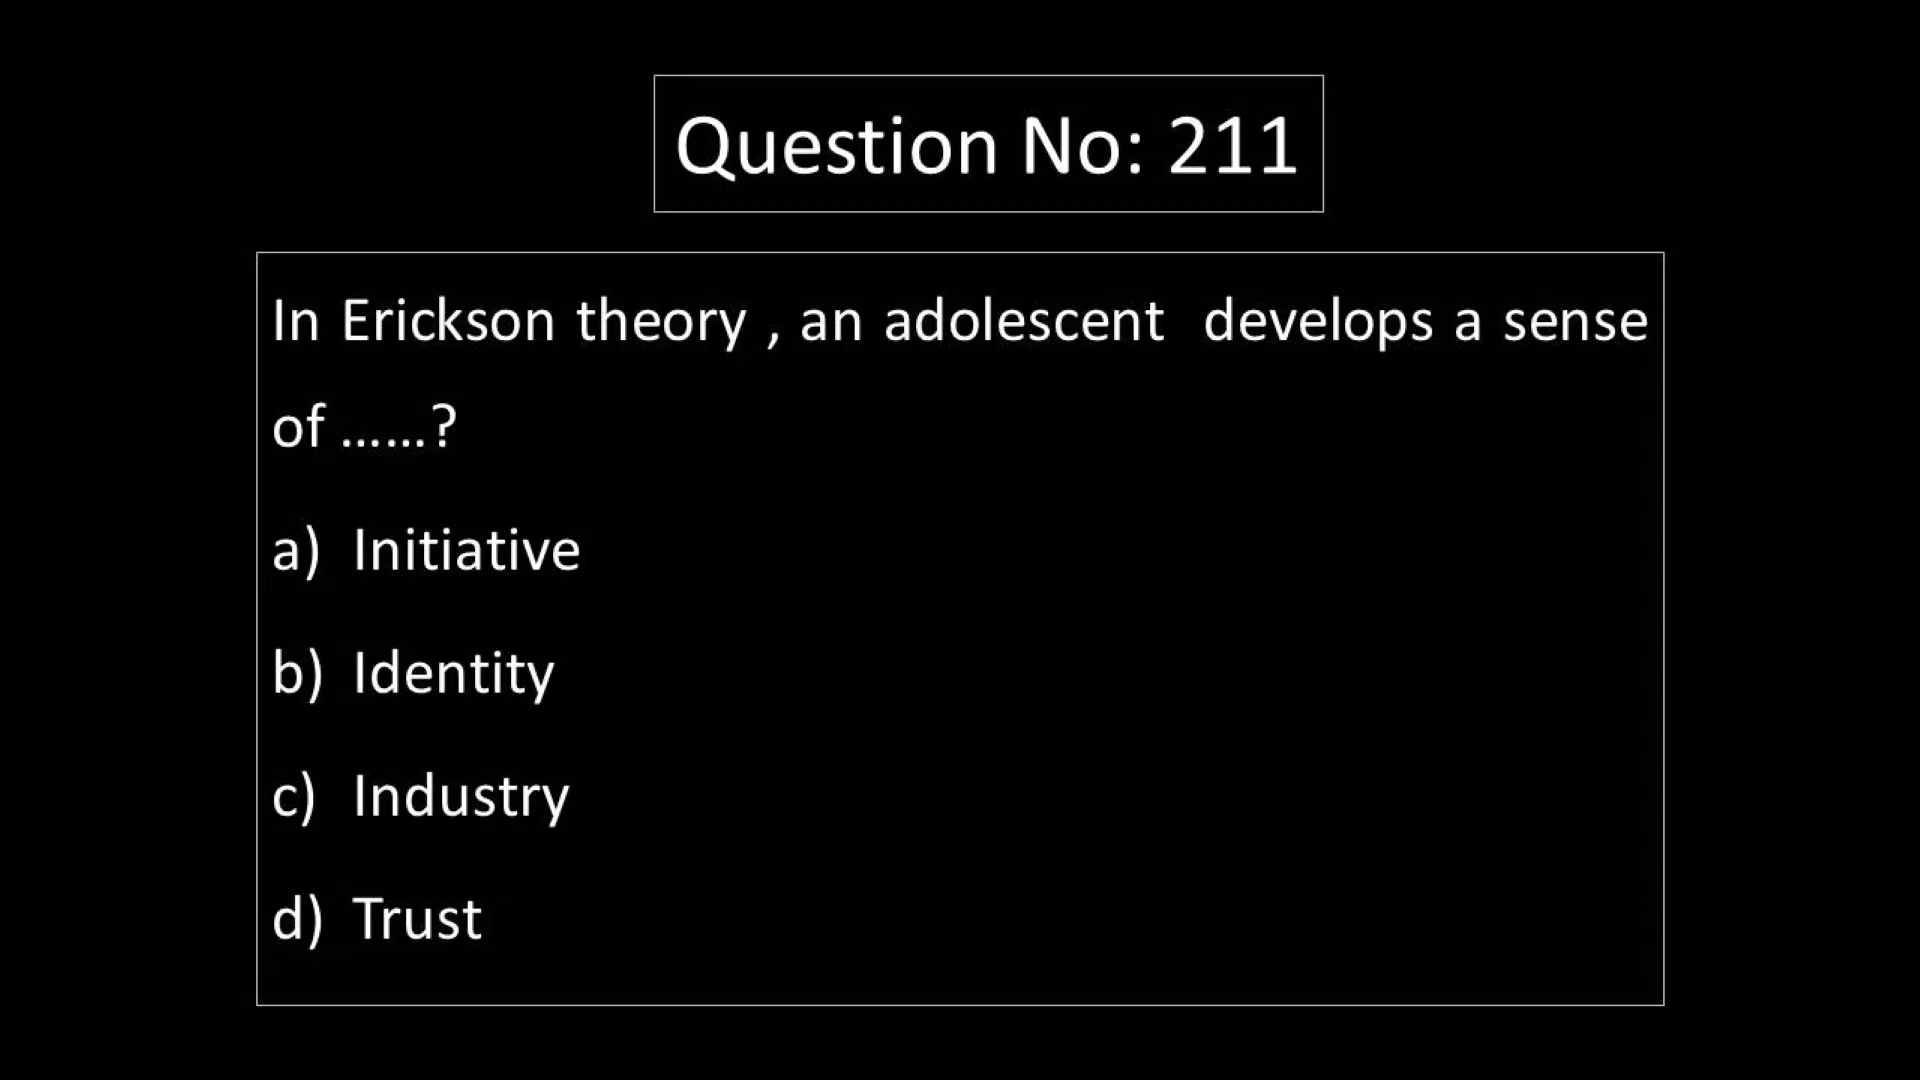 Question No: 211
In Erickson theory , an adolescent develops a sense
of ......?
a) Initiative
b) Identity
c) Industry
d) Trust